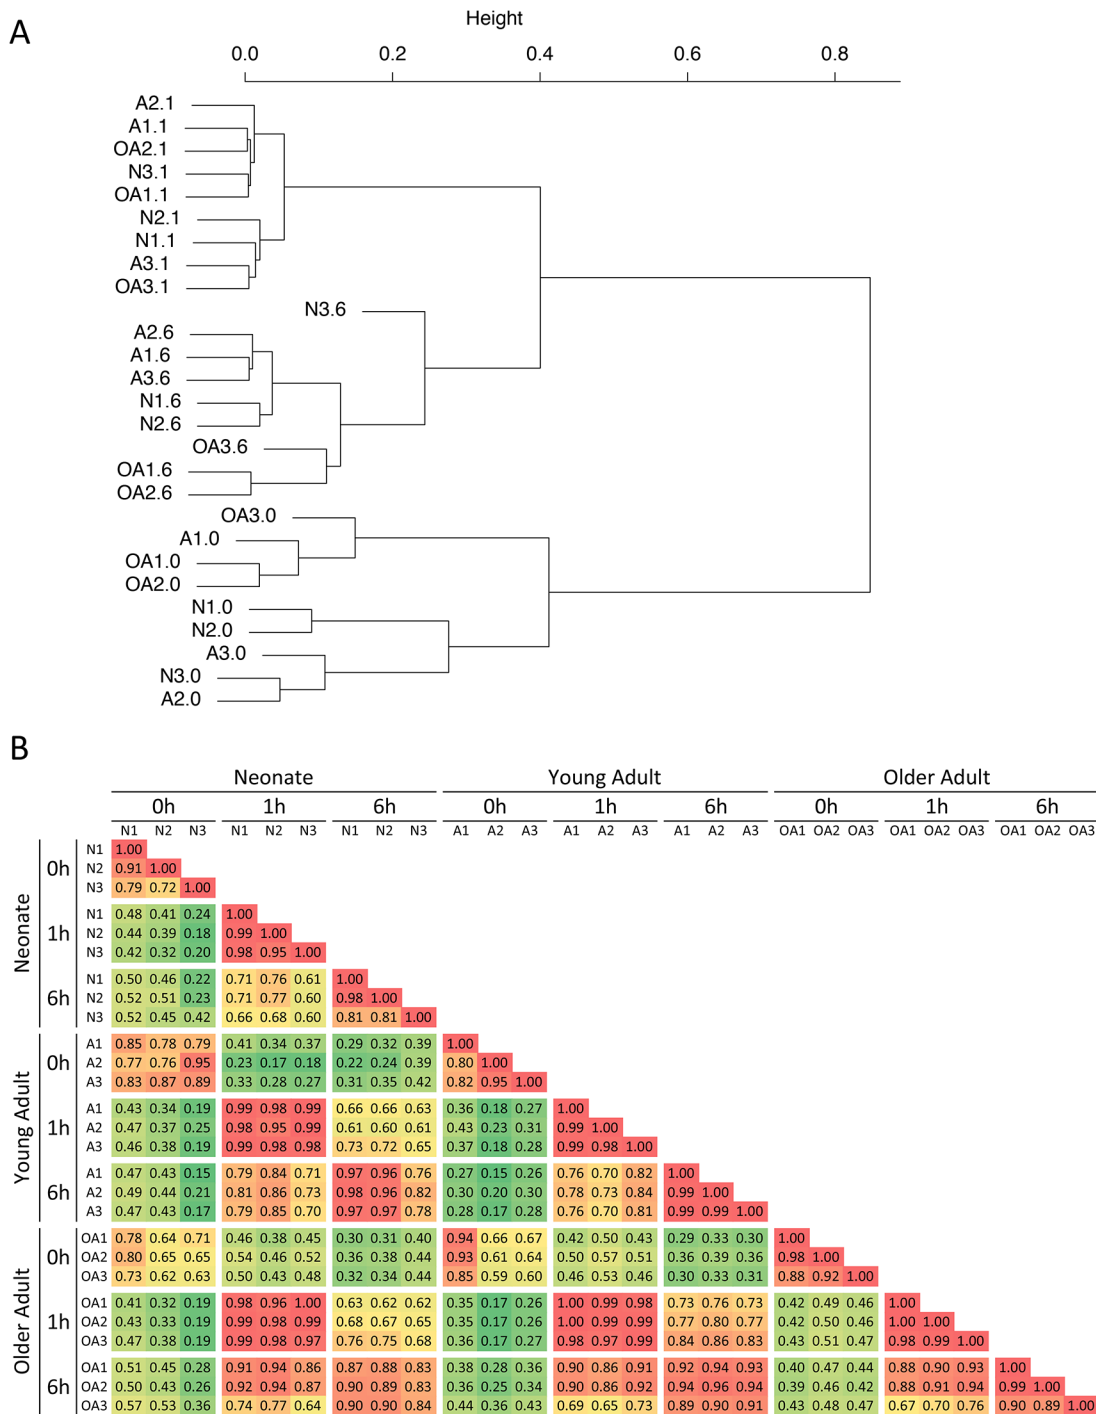 A
Height
0.0 0.2 0.4 0.6 0.8
A2.1
A1.1
OA2.1
N3.1
OA1.1
N2.1
N1.1
A3.1
OA3.1
N3.6
A2.6
A1.6
A3.6
N1.6
N2.6
OA3.6
OA1.6
OA2.6
OA3.0
A1.0
OA1.0
OA2.0
N1.0
N2.0
A3.0
N3.0
A2.0
B
Neonate Young Adult Older Adult
0h 1h 6h 0h 1h 6h 0h 1h 6h
N1 N2 N3 N1 N2 N3 N1 N2 N3 A1 A2 A3 A1 A2 A3 A1 A2 A3 OA1 OA2 OA3 OA1 OA2 OA3 OA1 OA2 OA3
Neonate
0h
N1 1.00
N2 0.91 1.00
N3 0.79 0.72 1.00
1h
N1 0.48 0.41 0.24 1.00
N2 0.44 0.39 0.18 0.99 1.00
N3 0.42 0.32 0.20 0.98 0.95 1.00
6h
N1 0.50 0.46 0.22 0.71 0.76 0.61 1.00
N2 0.52 0.51 0.23 0.71 0.77 0.60 0.98 1.00
N3 0.52 0.45 0.42 0.66 0.68 0.60 0.81 0.81 1.00
Young Adult
0h
A1 0.85 0.78 0.79 0.41 0.34 0.37 0.29 0.32 0.39 1.00
A2 0.77 0.76 0.95 0.23 0.17 0.18 0.22 0.24 0.39 0.80 1.00
A3 0.83 0.87 0.89 0.33 0.28 0.27 0.31 0.35 0.42 0.82 0.95 1.00
1h
A1 0.43 0.34 0.19 0.99 0.98 0.99 0.66 0.66 0.63 0.36 0.18 0.27 1.00
A2 0.47 0.37 0.25 0.98 0.95 0.99 0.61 0.60 0.61 0.43 0.23 0.31 0.99 1.00
A3 0.46 0.38 0.19 0.99 0.98 0.98 0.73 0.72 0.65 0.37 0.18 0.28 0.99 0.98 1.00
6h
A1 0.47 0.43 0.15 0.79 0.84 0.71 0.97 0.96 0.76 0.27 0.15 0.26 0.76 0.70 0.82 1.00
A2 0.49 0.44 0.21 0.81 0.86 0.73 0.98 0.96 0.82 0.30 0.20 0.30 0.78 0.73 0.84 0.99 1.00
A3 0.47 0.43 0.17 0.79 0.85 0.70 0.97 0.97 0.78 0.28 0.17 0.28 0.76 0.70 0.81 0.99 0.99 1.00
Older Adult
0h
OA1 0.78 0.64 0.71 0.46 0.38 0.45 0.30 0.31 0.40 0.94 0.66 0.67 0.42 0.50 0.43 0.29 0.33 0.30 1.00
OA2 0.80 0.65 0.65 0.54 0.46 0.52 0.36 0.38 0.44 0.93 0.61 0.64 0.50 0.57 0.51 0.36 0.39 0.36 0.98 1.00
OA3 0.73 0.62 0.63 0.50 0.43 0.48 0.32 0.34 0.44 0.85 0.59 0.60 0.46 0.53 0.46 0.30 0.33 0.31 0.88 0.92 1.00
1h
OA1 0.41 0.32 0.19 0.98 0.96 1.00 0.63 0.62 0.62 0.35 0.17 0.26 1.00 0.99 0.98 0.73 0.76 0.73 0.42 0.49 0.46 1.00
OA2 0.43 0.33 0.19 0.99 0.98 0.99 0.68 0.67 0.65 0.35 0.17 0.26 1.00 0.99 0.99 0.77 0.80 0.77 0.42 0.50 0.46 1.00 1.00
OA3 0.47 0.38 0.19 0.99 0.98 0.97 0.76 0.75 0.68 0.36 0.17 0.27 0.98 0.97 0.99 0.84 0.86 0.83 0.43 0.51 0.47 0.98 0.99 1.00
6h
OA1 0.51 0.45 0.28 0.91 0.94 0.86 0.87 0.88 0.83 0.38 0.28 0.36 0.90 0.86 0.91 0.92 0.94 0.93 0.40 0.47 0.44 0.88 0.90 0.93 1.00
OA2 0.50 0.43 0.26 0.92 0.94 0.87 0.90 0.89 0.83 0.36 0.25 0.34 0.90 0.86 0.92 0.94 0.96 0.94 0.39 0.46 0.42 0.88 0.91 0.94 0.99 1.00
OA3 0.57 0.53 0.36 0.74 0.77 0.64 0.90 0.90 0.84 0.44 0.36 0.43 0.69 0.65 0.73 0.89 0.90 0.91 0.43 0.48 0.47 0.67 0.70 0.76 0.90 0.89 1.00